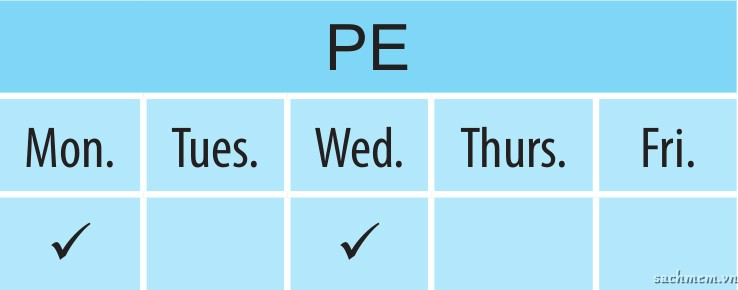 PE
Mon. Tues. Wed. Thurs. Fri.
✓ ✓
sachmem.vn